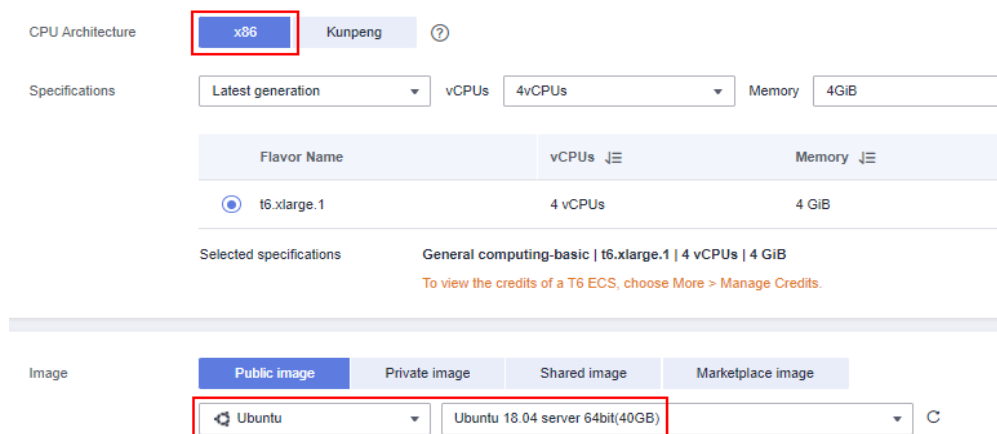 CPU Architecture x86 Kunpeng ?
Specifications Latest generation vCPUs 4vCPUs Memory 4GiB
Flavor Name vCPUs Memory
t6.xlarge.1 4 vCPUs 4 GiB
Selected specifications General computing-basic | t6.xlarge.1 | 4 vCPUs | 4 GiB
To view the credits of a T6 ECS, choose More > Manage Credits.
Image Public image Private image Shared image Marketplace image
Ubuntu Ubuntu 18.04 server 64bit(40GB)